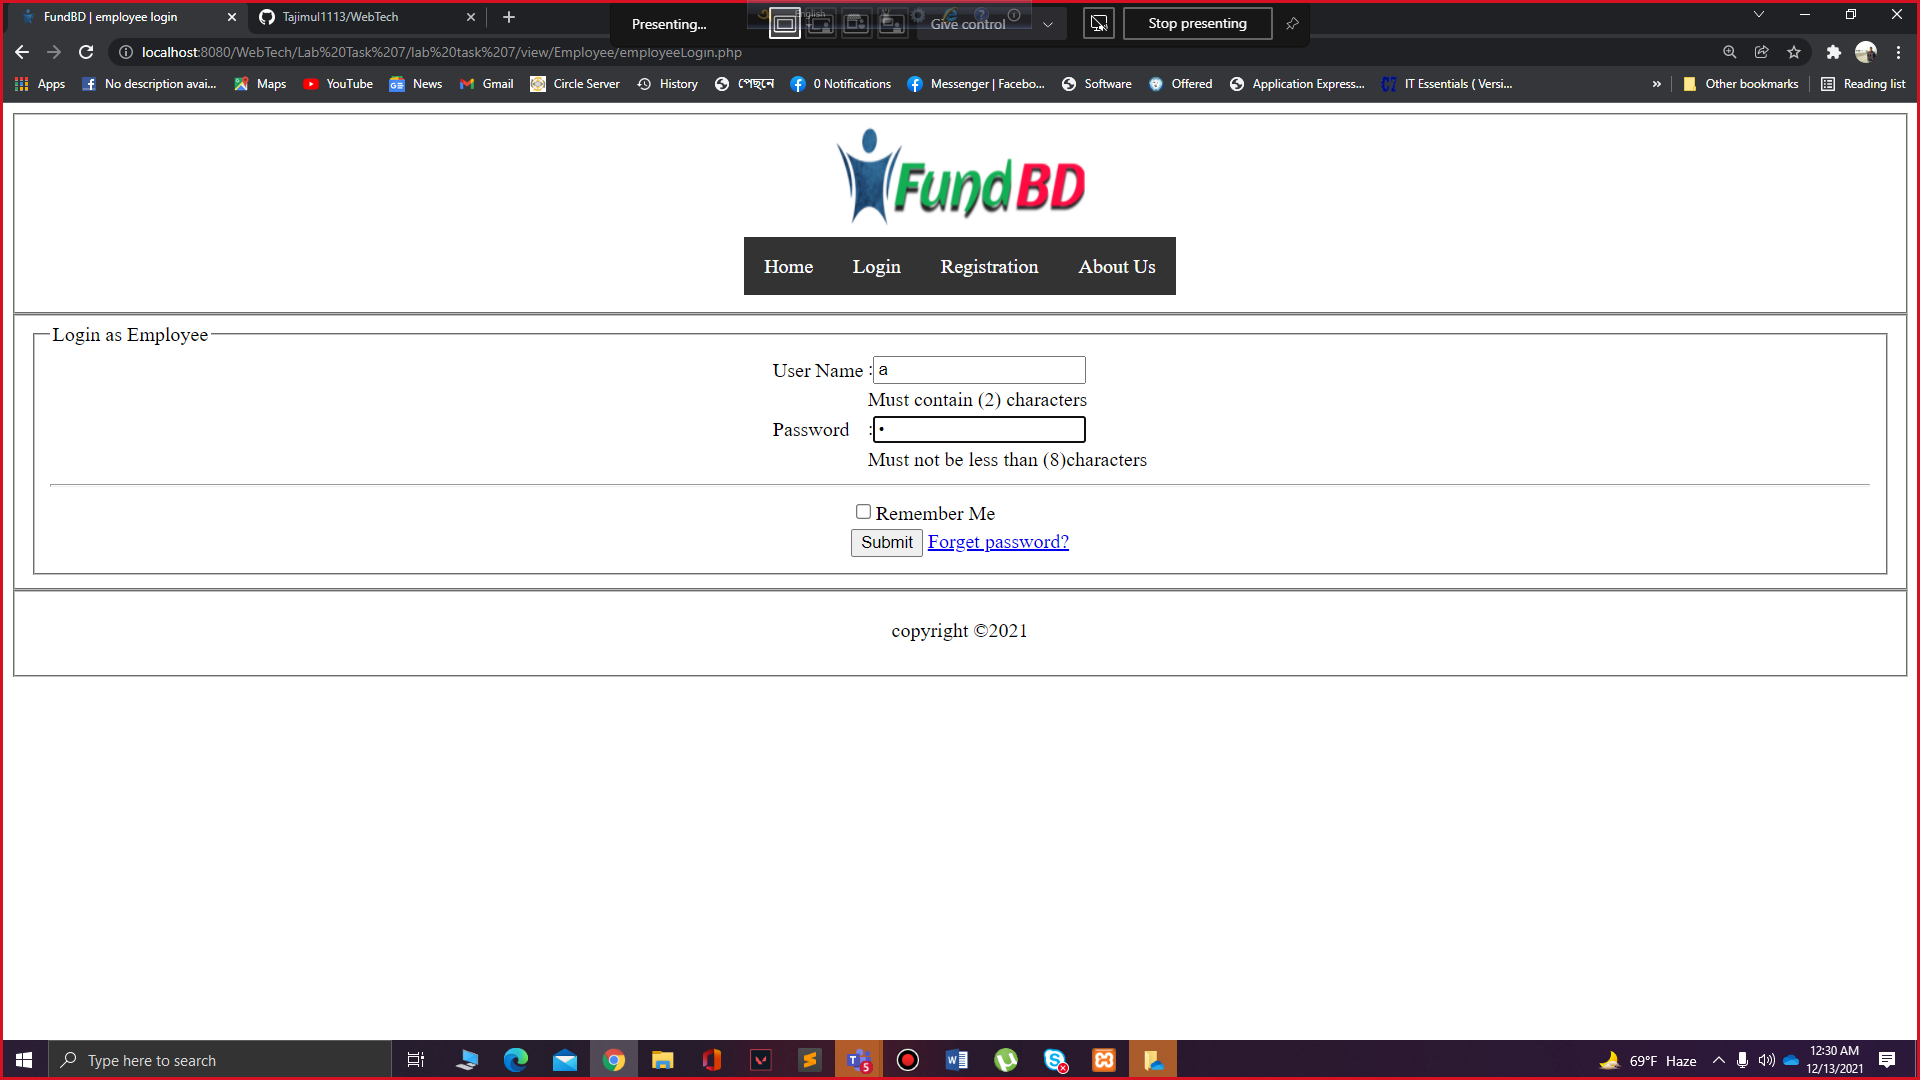 FundBD | employee login
Tajimul1113/WebTech
Presenting...
English
Give control
Stop presenting
localhost:8080/WebTech/Lab%20Task%207/lab%20task%207/view/Employee/employeeLogin.php
Apps
No description avai...
Maps
YouTube
News
Gmail
Circle Server
History
পেছনে
0 Notifications
Messenger | Facebo...
Software
Offered
Application Express...
IT Essentials ( Versi...
»
Other bookmarks
Reading list
FundBD
Home
Login
Registration
About Us
Login as Employee
User Name :a
Must contain (2) characters
Password :•
Must not be less than (8)characters
Remember Me
Submit Forget password?
copyright ©2021
Type here to search
5
69°F Haze
12:30 AM
12/13/2021